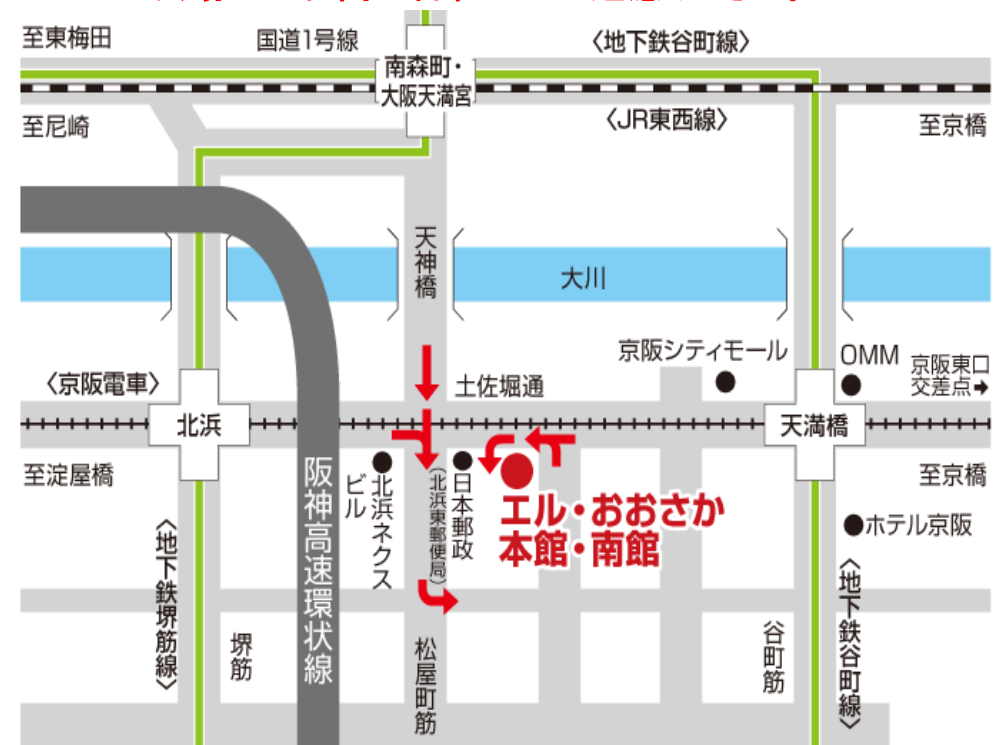 至東梅田
国道1号線
〈地下鉄谷町線〉
南森町・
大阪天満宮
至尼崎
〈JR東西線〉
至京橋
天神橋
大川
京阪シティモール
OMM
京阪東口
交差点➡
〈京阪電車〉
土佐堀通
北浜
天満橋
至淀屋橋
阪神高速環状線
北浜ネクス
ビル
日本郵政
(北浜東郵便局)
エル・おおさか
本館・南館
至京橋
ホテル京阪
〈地下鉄堺筋線〉
堺筋
松屋町筋
谷町筋
〈地下鉄谷町線〉